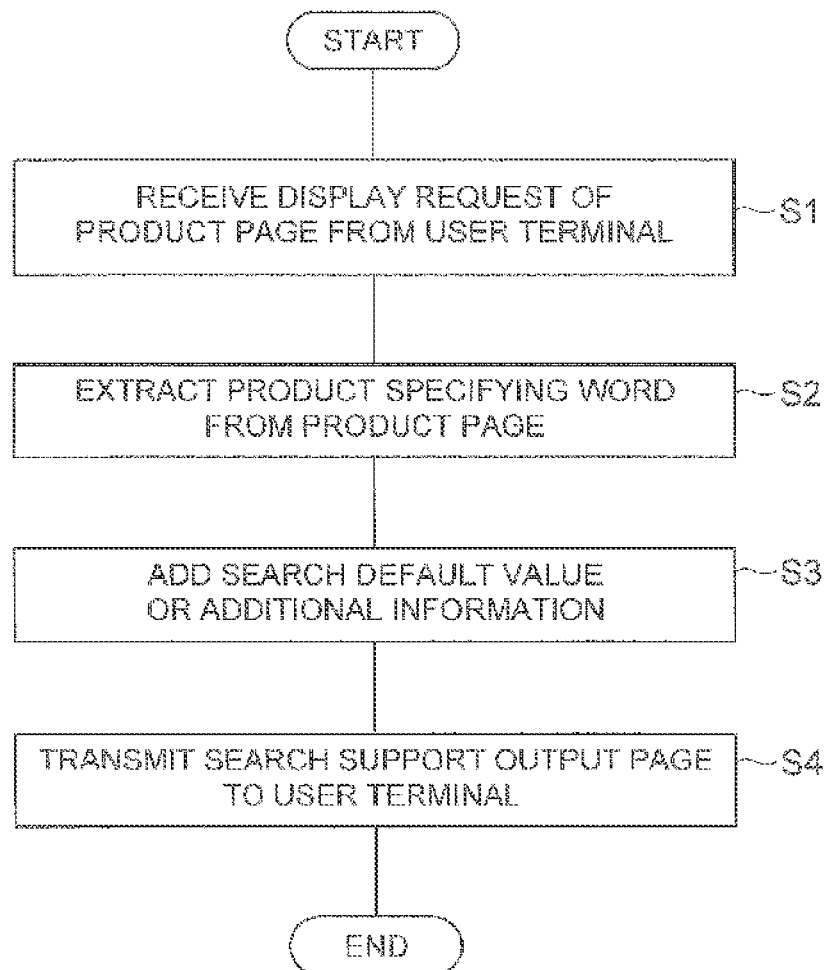 START
RECEIVE DISPLAY REQUEST OF
PRODUCT PAGE FROM USER TERMINAL
S1
EXTRACT PRODUCT SPECIFYING WORD
FROM PRODUCT PAGE
S2
ADD SEARCH DEFAULT VALUE
OR ADDITIONAL INFORMATION
S3
TRANSMIT SEARCH SUPPORT OUTPUT PAGE
TO USER TERMINAL
S4
END